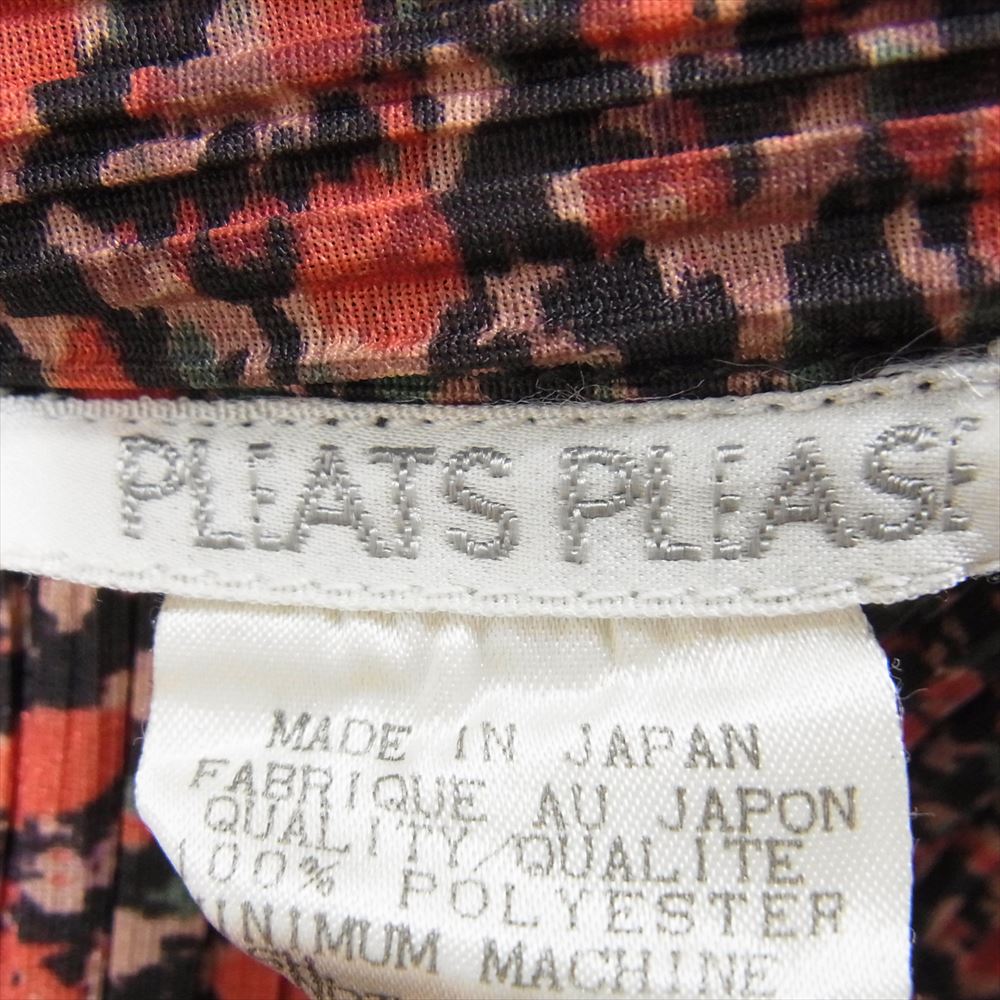 PLEATS PLEASE
MADE IN JAPAN
FABRIQUE AU JAPON
QUALITY/QUALITE
100% POLYESTER
MINIMUM MACHINE